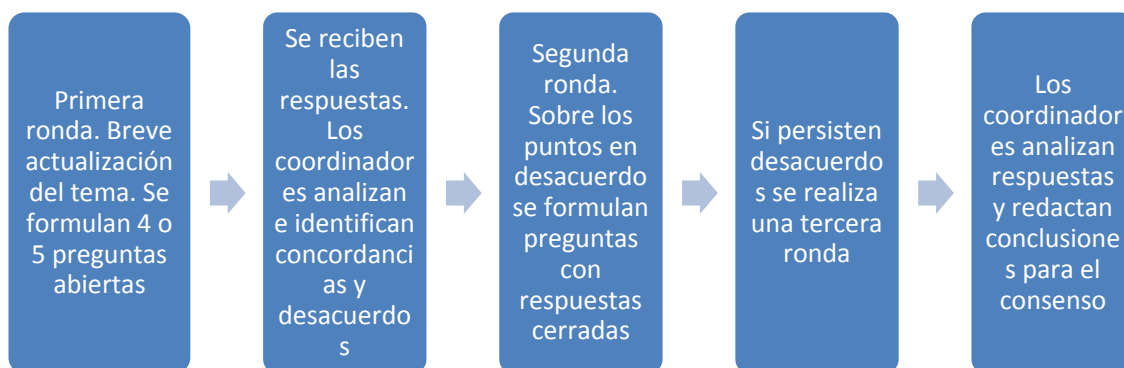 Primera
ronda. Breve
actualización
del tema. Se
formulan 4 o
5 preguntas
abiertas
Se reciben
las
respuestas.
Los
coordinador
es analizan
e identifican
concordanci
as y
desacuerdo
s
Segunda
ronda.
Sobre los
puntos en
desacuerdo
se formulan
preguntas
con
respuestas
cerradas
Si persisten
desacuerdo
s se realiza
una tercera
ronda
Los
coordinador
es analizan
respuestas
y redactan
conclusione
s para el
consenso